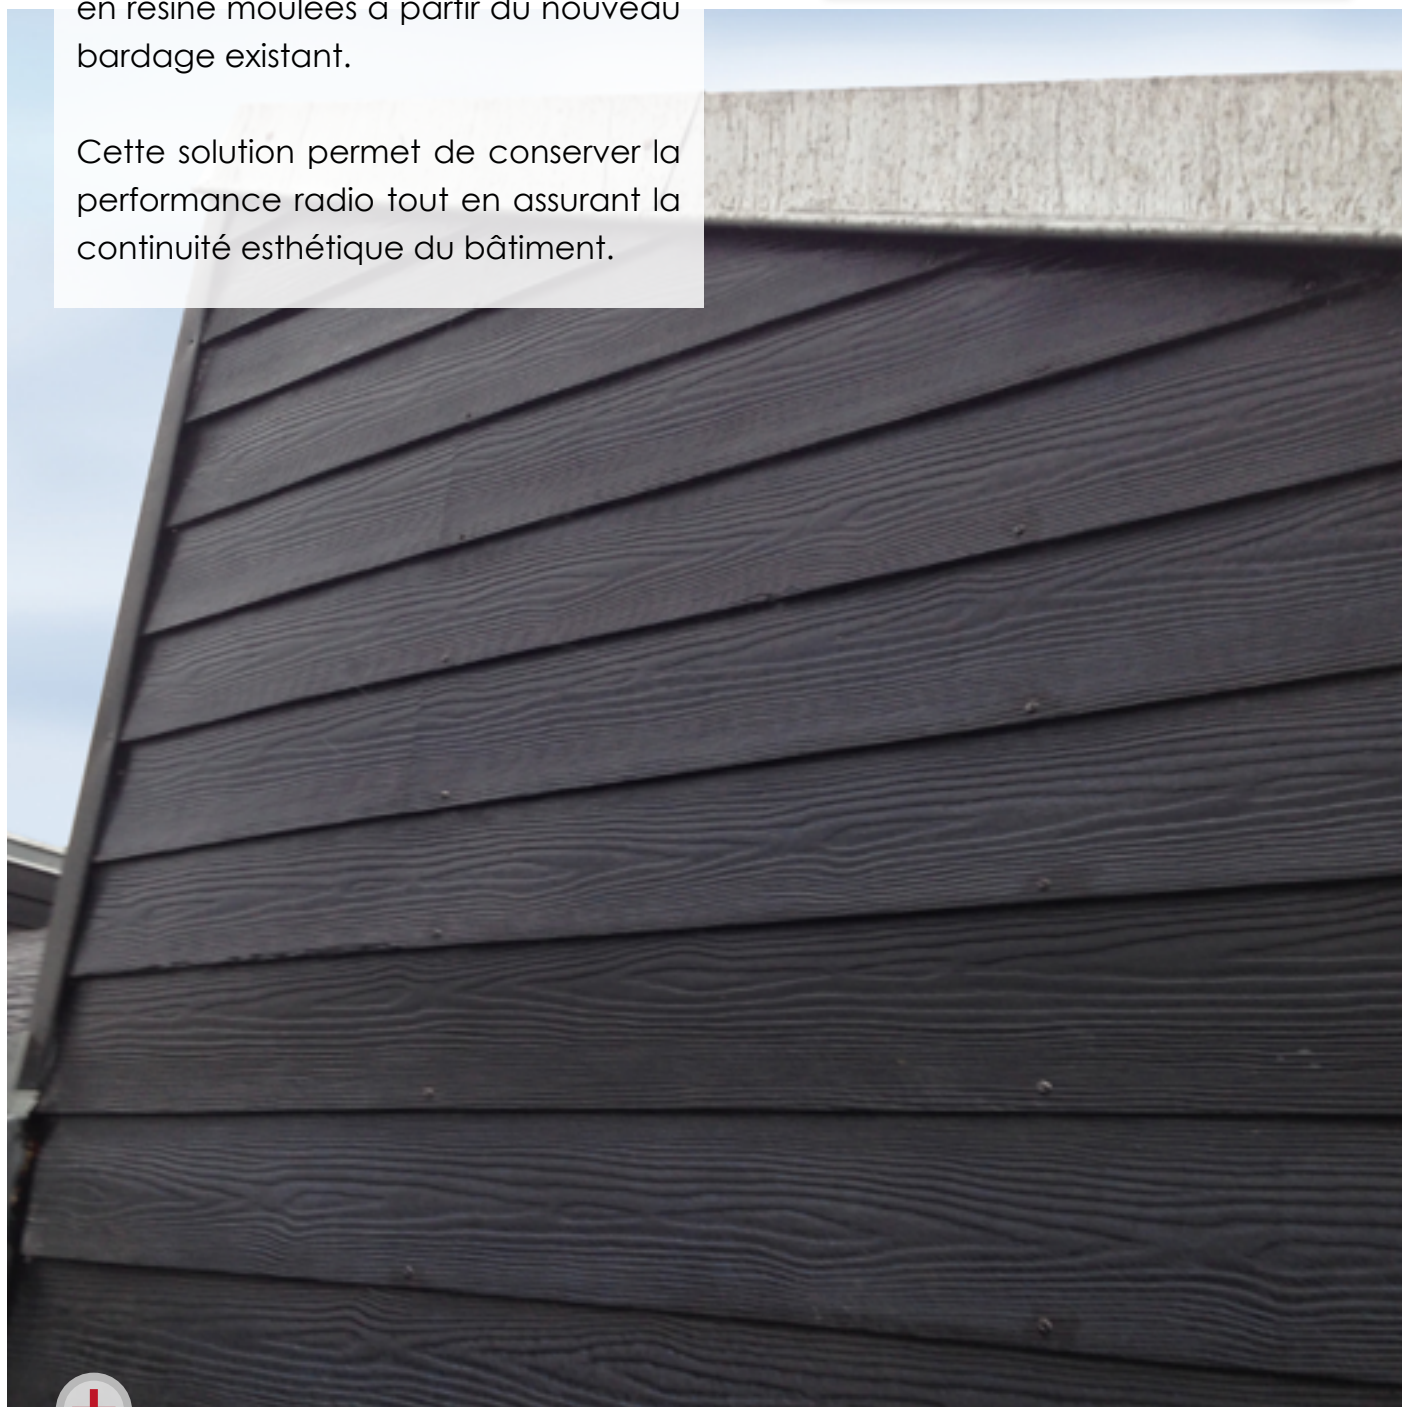 en résine moulées à partir du nouveau
bardage existant.
Cette solution permet de conserver la
performance radio tout en assurant la
continuité esthétique du bâtiment.